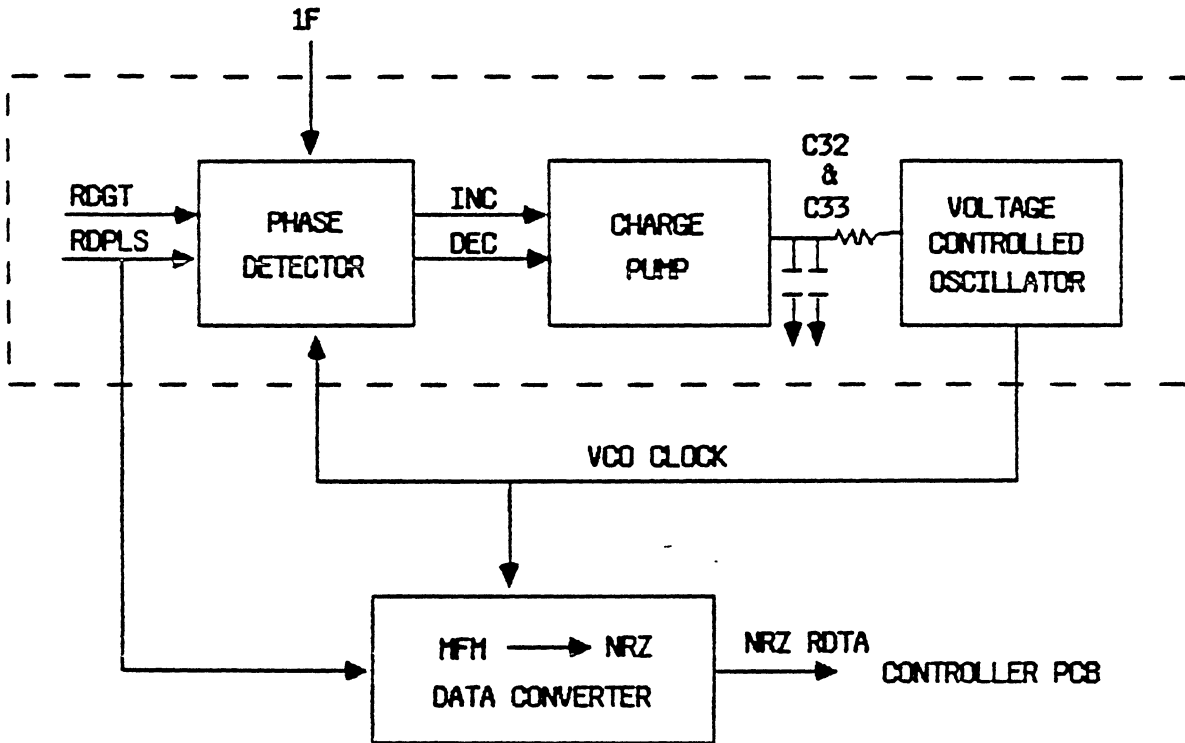 1F
RDGT
RDPLS
PHASE
DETECTOR
INC
DEC
CHARGE
PUMP
C32
&
C33
VOLTAGE
CONTROLLED
OSCILLATOR
VCO CLOCK
MFM NRZ
DATA CONVERTER
NRZ RDTA
CONTROLLER PCB